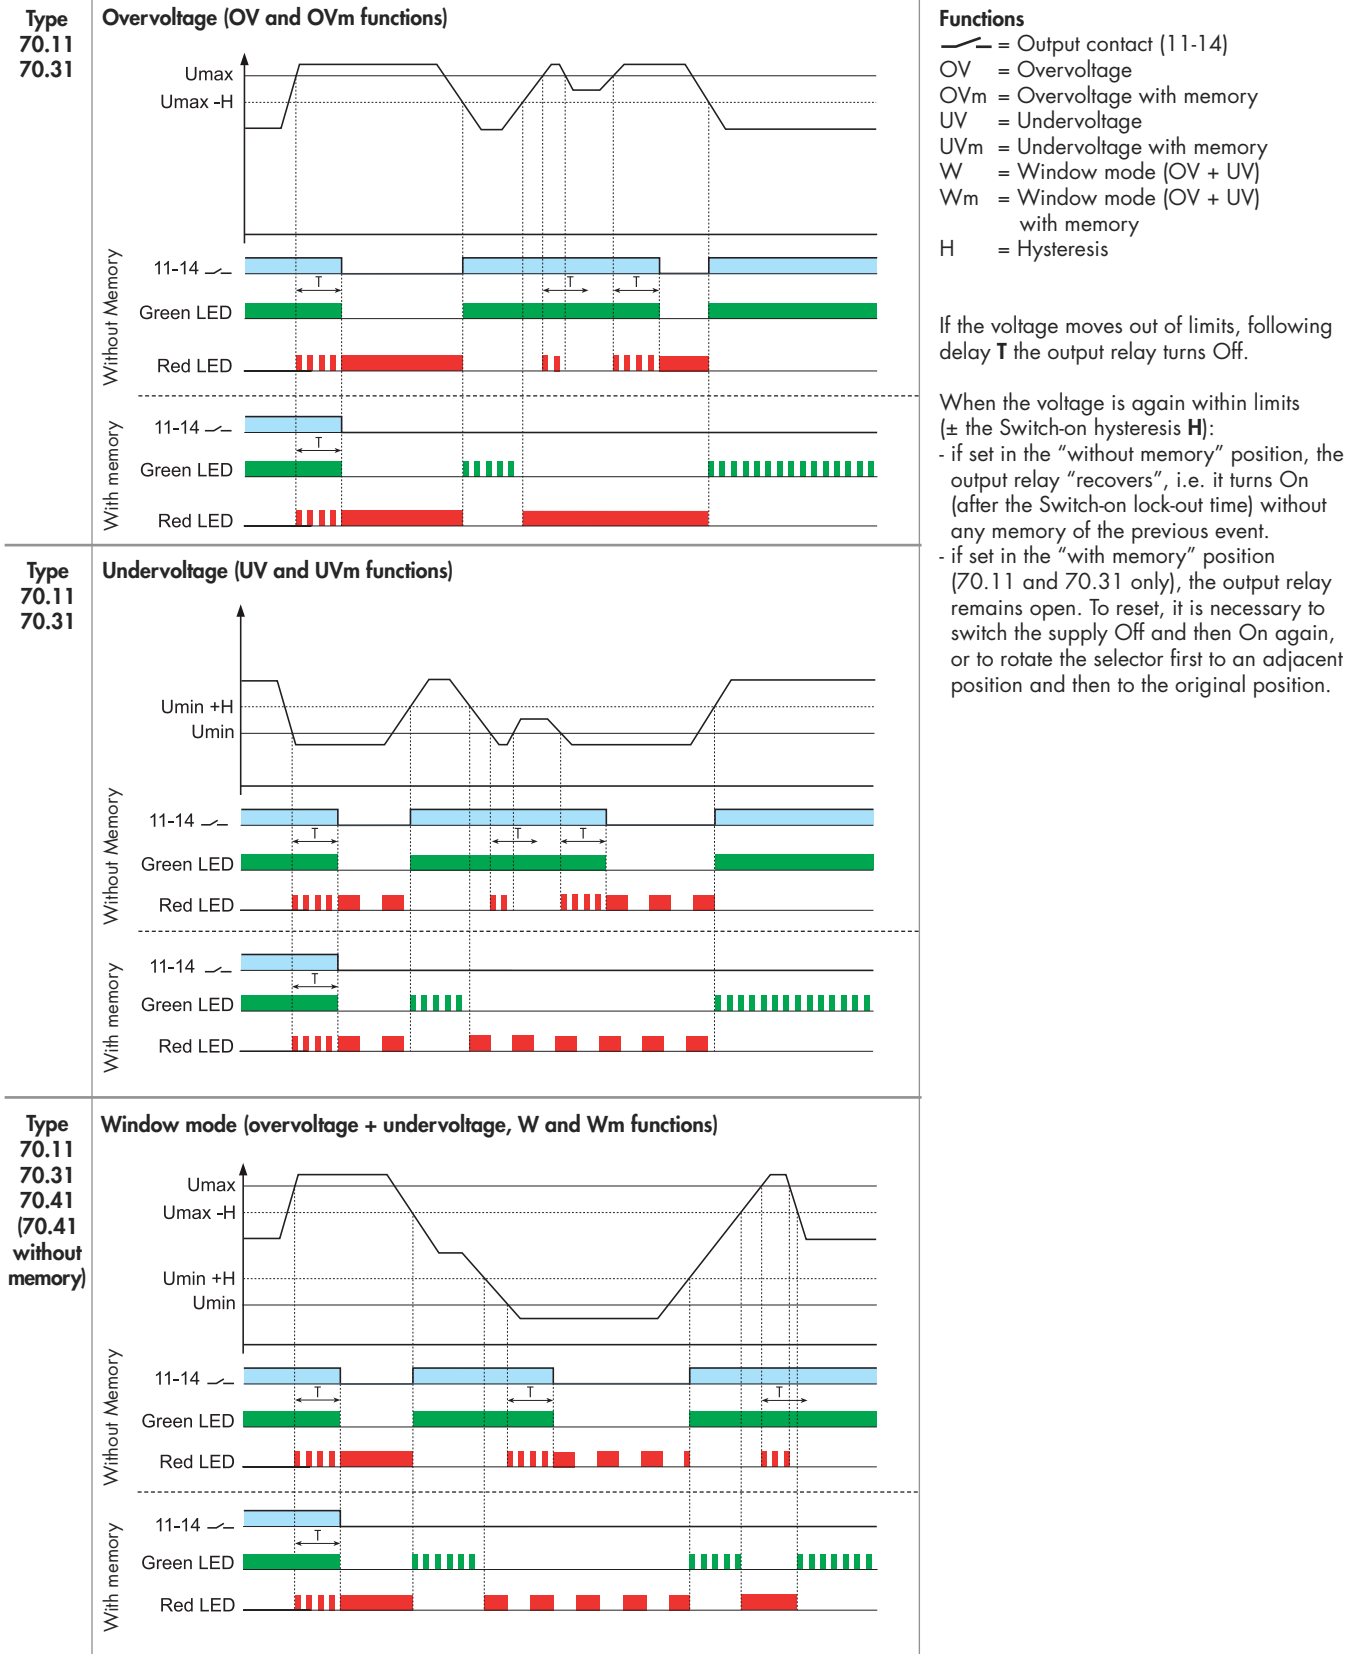 Type
70.11
70.31
Overvoltage (OV and OVm functions)
Umax
Umax -H
Without Memory
11-14
T
T
T
Green LED
Red LED
With memory
11-14
T
Green LED
Red LED
Type
70.11
70.31
Undervoltage (UV and UVm functions)
Umin +H
Umin
Without Memory
11-14
T
T
T
Green LED
Red LED
With memory
11-14
T
Green LED
Red LED
Type
70.11
70.31
70.41
(70.41
without
memory)
Window mode (overvoltage + undervoltage, W and Wm functions)
Umax
Umax -H
Umin +H
Umin
Without Memory
11-14
T
T
T
Green LED
Red LED
With memory
11-14
T
Green LED
Red LED
Functions
= Output contact (11-14)
OV = Overvoltage
OVm = Overvoltage with memory
UV = Undervoltage
UVm = Undervoltage with memory
W = Window mode (OV + UV)
Wm = Window mode (OV + UV)
with memory
H = Hysteresis
If the voltage moves out of limits, following
delay T the output relay turns Off.
When the voltage is again within limits
(± the Switch-on hysteresis H):
- if set in the “without memory” position, the
output relay “recovers”, i.e. it turns On
(after the Switch-on lock-out time) without
any memory of the previous event.
- if set in the “with memory” position
(70.11 and 70.31 only), the output relay
remains open. To reset, it is necessary to
switch the supply Off and then On again,
or to rotate the selector first to an adjacent
position and then to the original position.